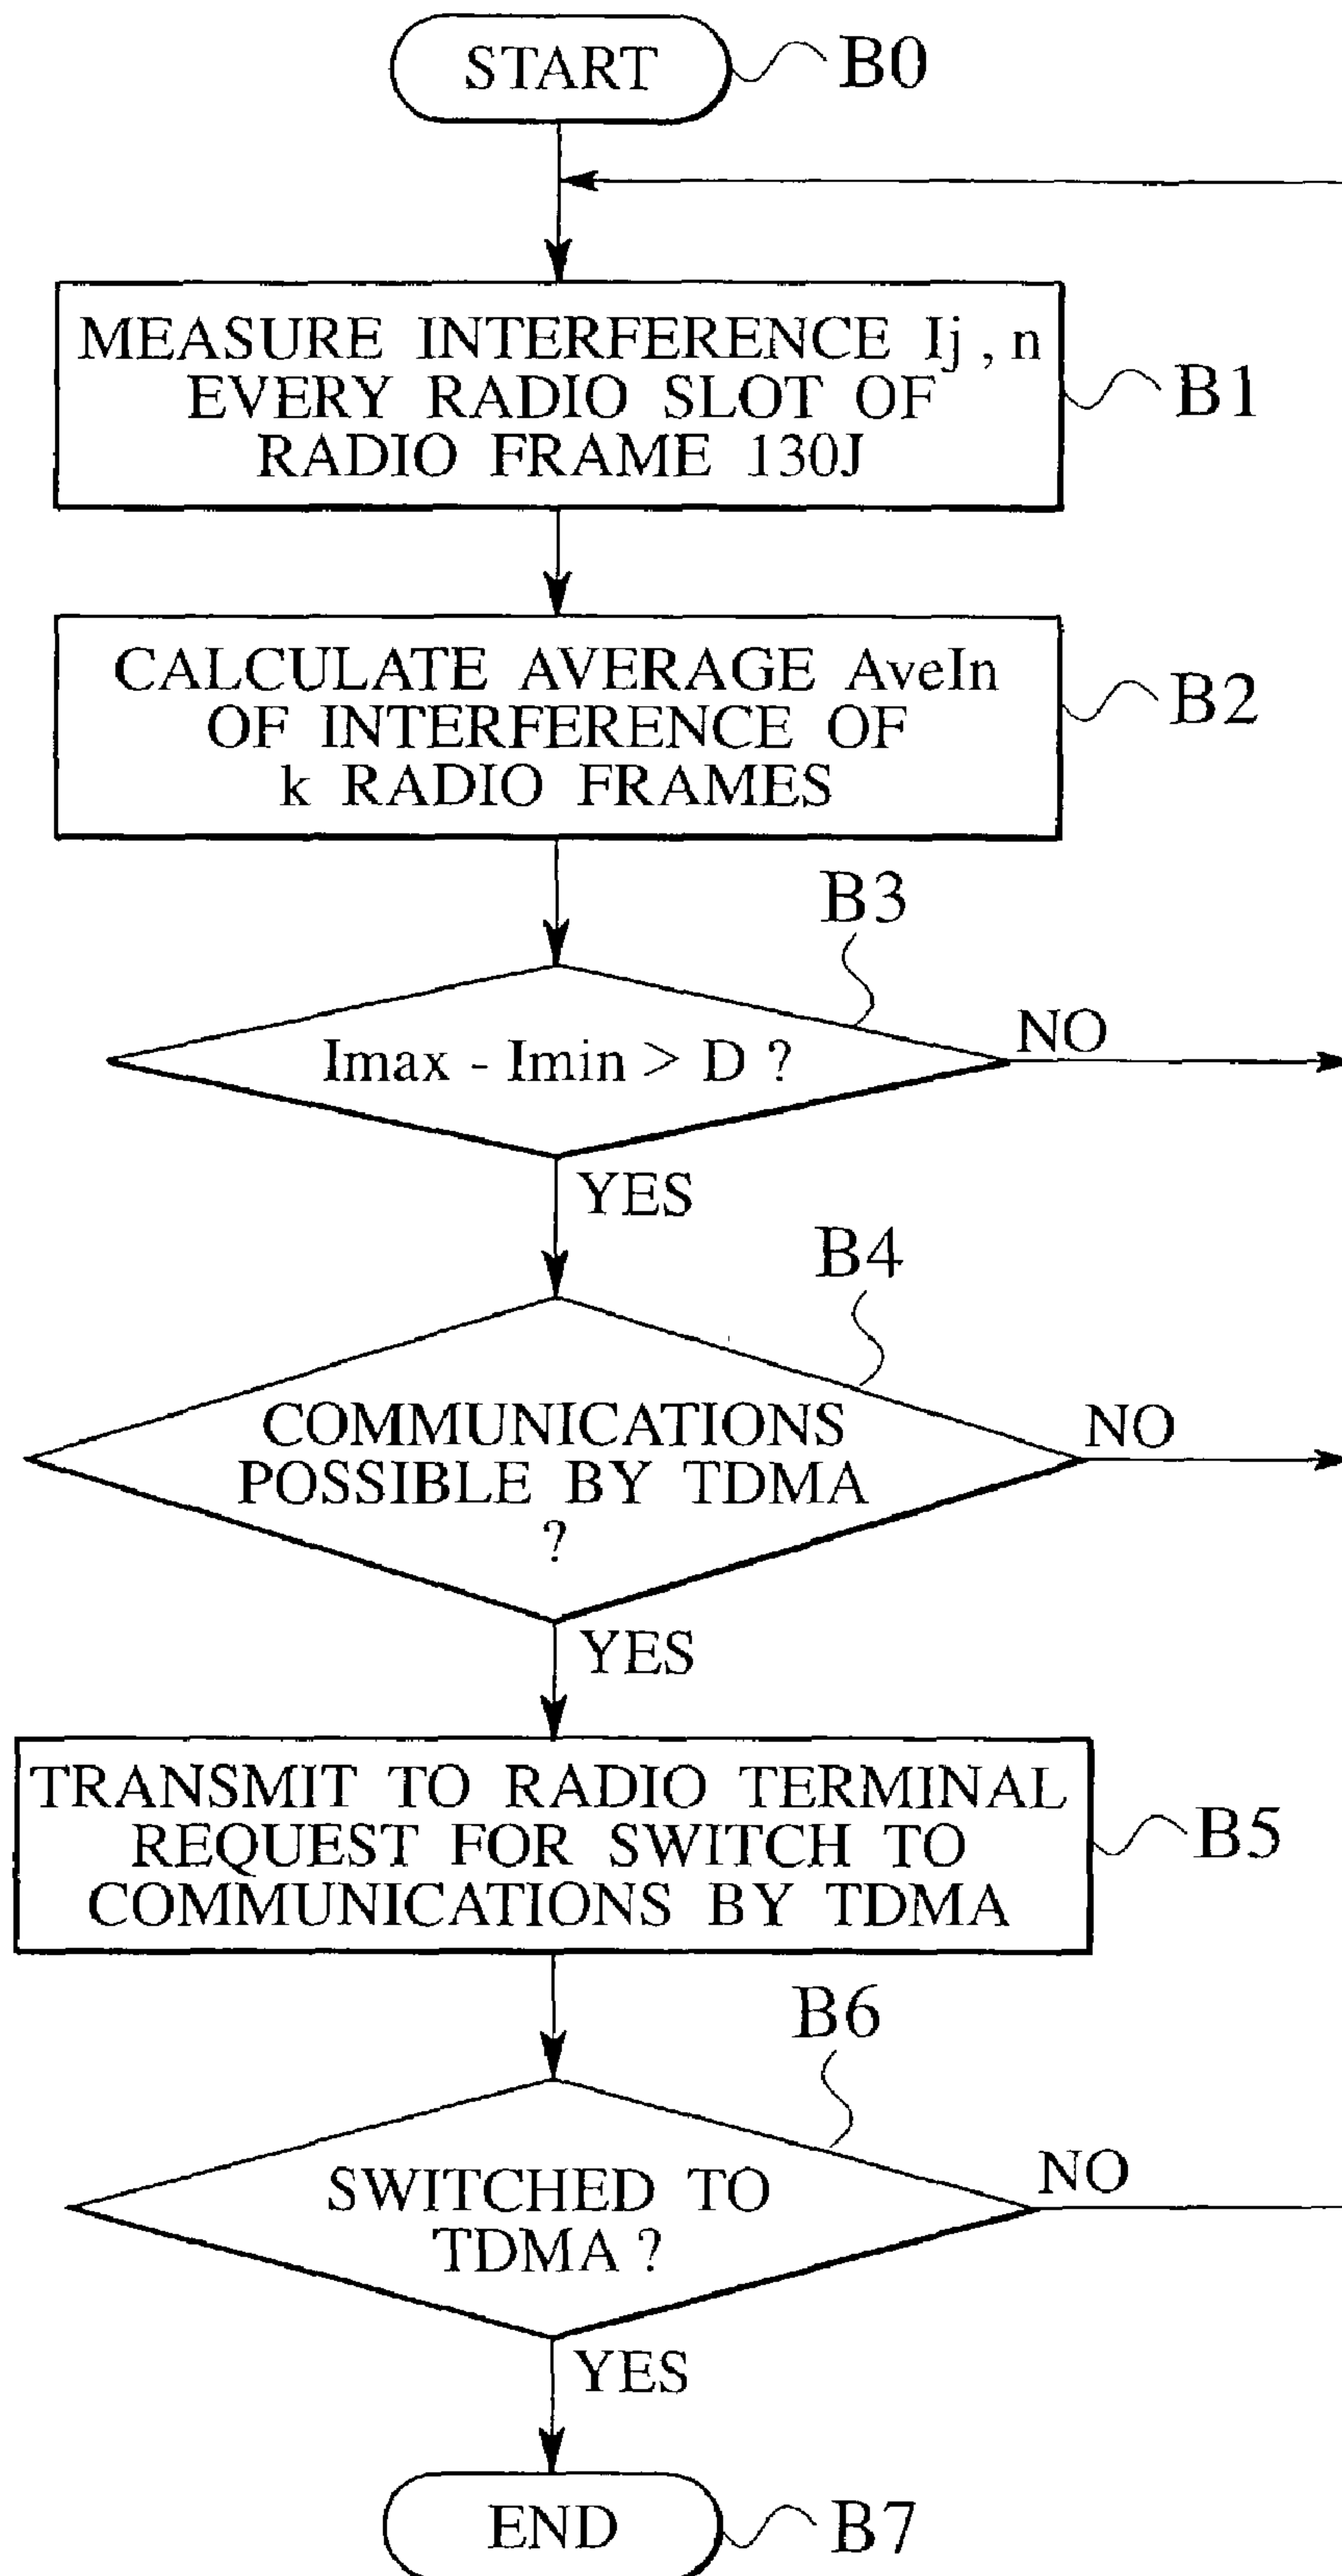 START
B0
MEASURE INTERFERENCE Ij , n
EVERY RADIO SLOT OF
RADIO FRAME 130J
B1
CALCULATE AVERAGE AveIn
OF INTERFERENCE OF
k RADIO FRAMES
B2
B3
Imax - Imin > D ?
NO
YES
B4
COMMUNICATIONS
POSSIBLE BY TDMA
?
NO
YES
TRANSMIT TO RADIO TERMINAL
REQUEST FOR SWITCH TO
COMMUNICATIONS BY TDMA
B5
B6
SWITCHED TO
TDMA ?
NO
YES
END
B7